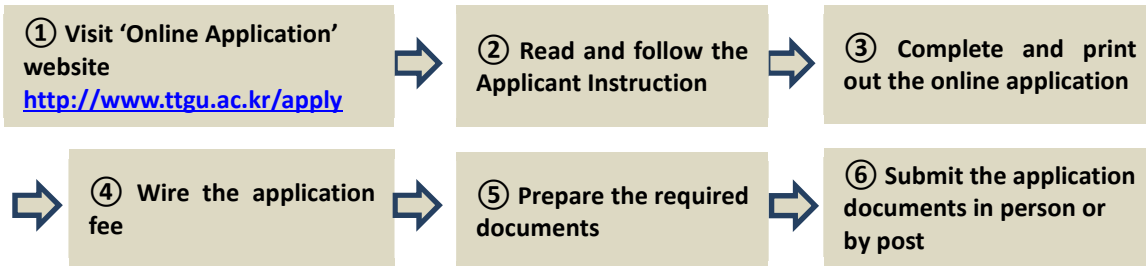 ① Visit ‘Online Application’
website
http://www.ttgu.ac.kr/apply
② Read and follow the
Applicant Instruction
③ Complete and print
out the online application
④ Wire the application
fee
⑤ Prepare the required
documents
⑥ Submit the application
documents in person or
by post